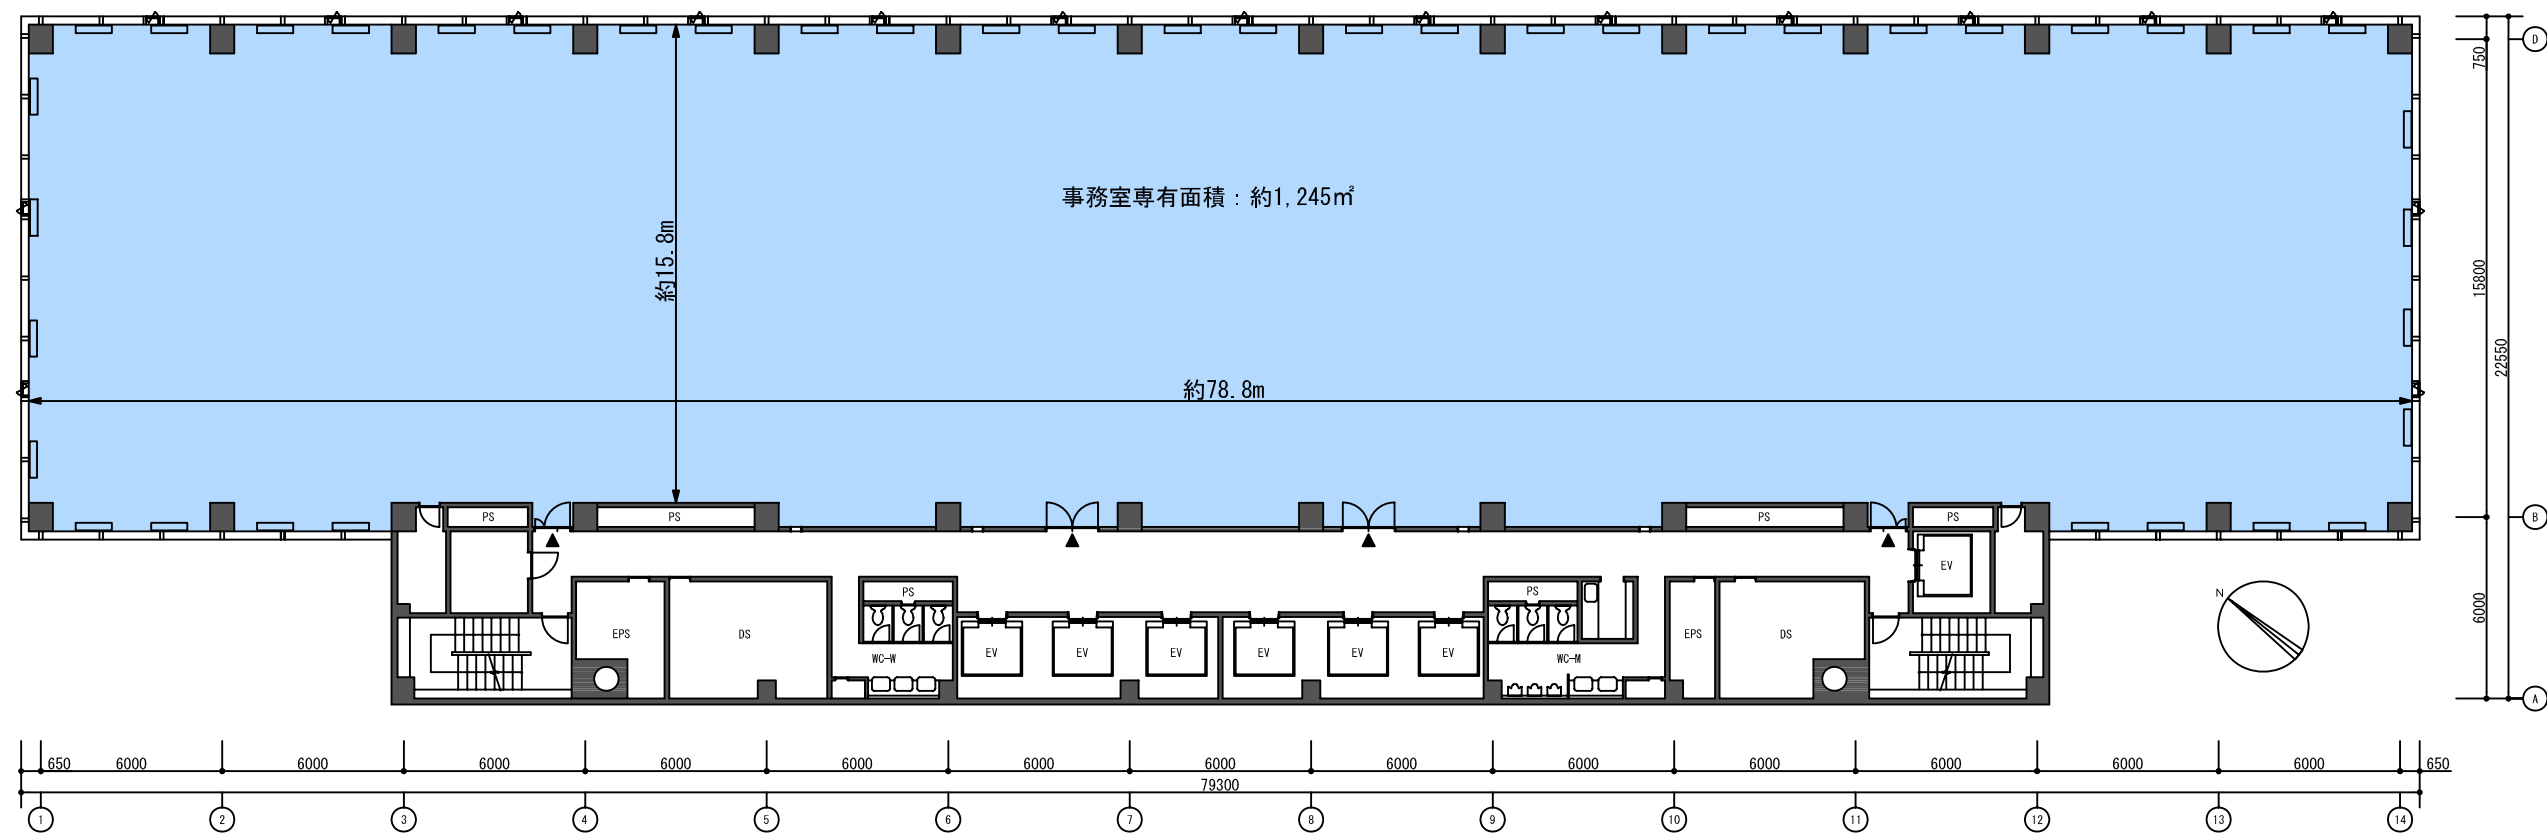 事務室専有面積：約1,245㎡
約15.8m
約78.8m
PS
PS
PS
PS
EV
PS
PS
EPS
DS
WC-W
EV
EV
EV
EV
EV
EV
WC-M
EPS
DS
N
750
15800
6000
22550
D
B
A
650
6000
6000
6000
6000
6000
6000
6000
6000
6000
6000
6000
6000
6000
650
79300
1
2
3
4
5
6
7
8
9
10
11
12
13
14